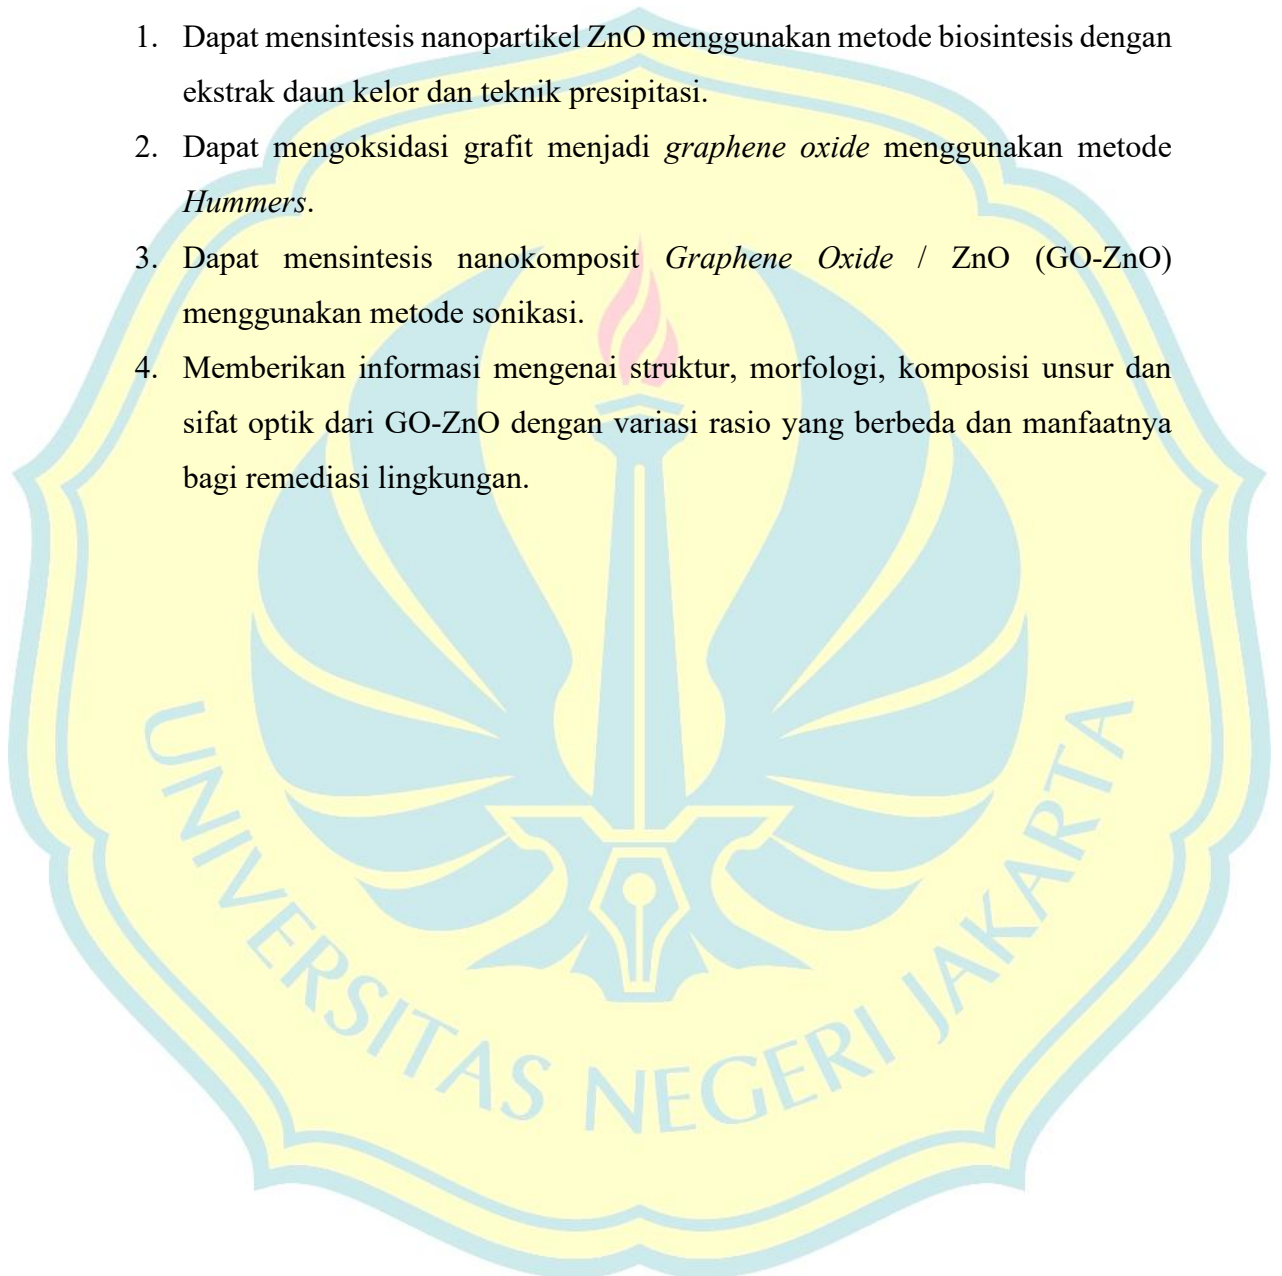 1. Dapat mensintesis nanopartikel ZnO menggunakan metode biosintesis dengan
ekstrak daun kelor dan teknik presipitasi.
2. Dapat mengoksidasi grafit menjadi graphene oxide menggunakan metode
Hummers.
3. Dapat mensintesis nanokomposit Graphene Oxide / ZnO (GO-ZnO)
menggunakan metode sonikasi.
4. Memberikan informasi mengenai struktur, morfologi, komposisi unsur dan
sifat optik dari GO-ZnO dengan variasi rasio yang berbeda dan manfaatnya
bagi remediasi lingkungan.
UNIVERSITAS NEGERI JAKARTA